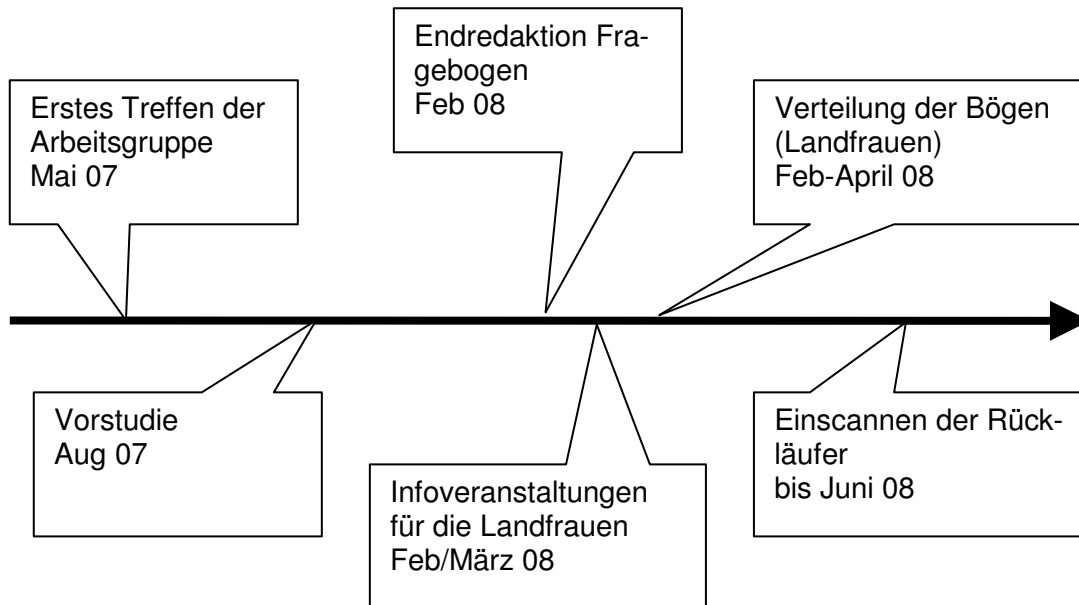 Erstes Treffen der
Arbeitsgruppe
Mai 07
Vorstudie
Aug 07
Endredaktion Fra-
gebogen
Feb 08
Infoveranstaltungen
für die Landfrauen
Feb/März 08
Verteilung der Bögen
(Landfrauen)
Feb-April 08
Einscannen der Rück-
läufer
bis Juni 08